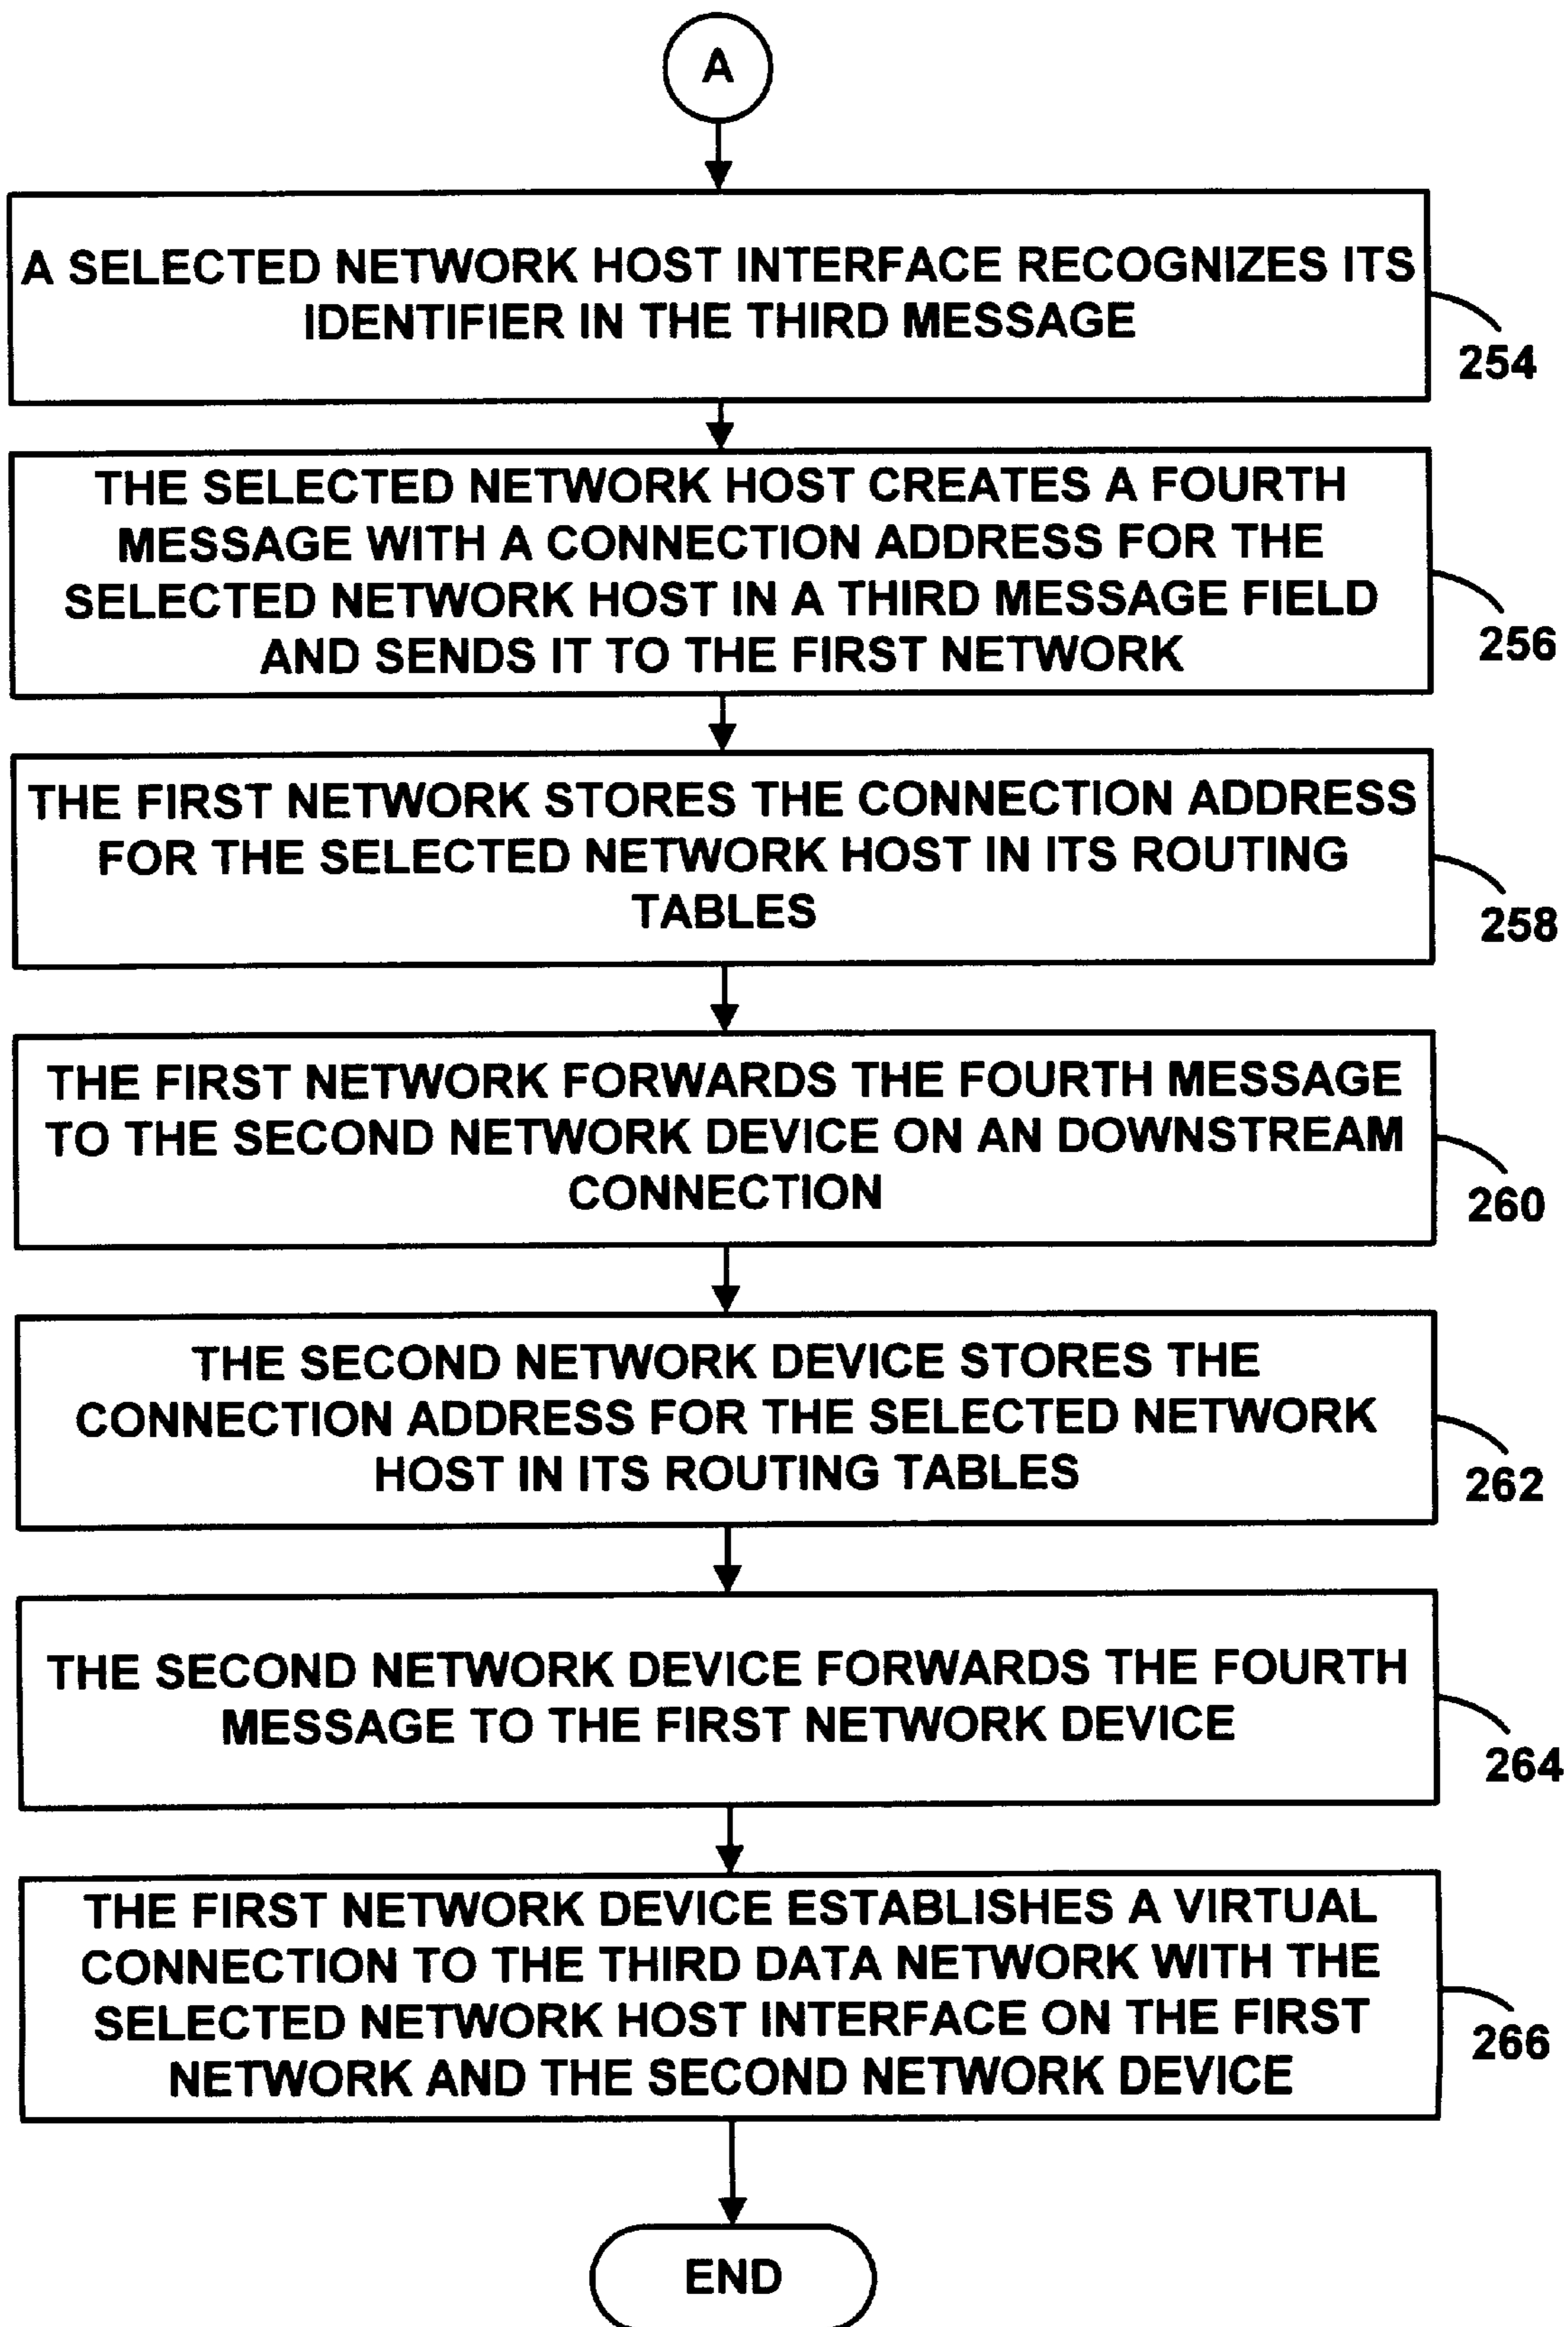 A
A SELECTED NETWORK HOST INTERFACE RECOGNIZES ITS
IDENTIFIER IN THE THIRD MESSAGE
254
THE SELECTED NETWORK HOST CREATES A FOURTH
MESSAGE WITH A CONNECTION ADDRESS FOR THE
SELECTED NETWORK HOST IN A THIRD MESSAGE FIELD
AND SENDS IT TO THE FIRST NETWORK
256
THE FIRST NETWORK STORES THE CONNECTION ADDRESS
FOR THE SELECTED NETWORK HOST IN ITS ROUTING
TABLES
258
THE FIRST NETWORK FORWARDS THE FOURTH MESSAGE
TO THE SECOND NETWORK DEVICE ON AN DOWNSTREAM
CONNECTION
260
THE SECOND NETWORK DEVICE STORES THE
CONNECTION ADDRESS FOR THE SELECTED NETWORK
HOST IN ITS ROUTING TABLES
262
THE SECOND NETWORK DEVICE FORWARDS THE FOURTH
MESSAGE TO THE FIRST NETWORK DEVICE
264
THE FIRST NETWORK DEVICE ESTABLISHES A VIRTUAL
CONNECTION TO THE THIRD DATA NETWORK WITH THE
SELECTED NETWORK HOST INTERFACE ON THE FIRST
NETWORK AND THE SECOND NETWORK DEVICE
266
END